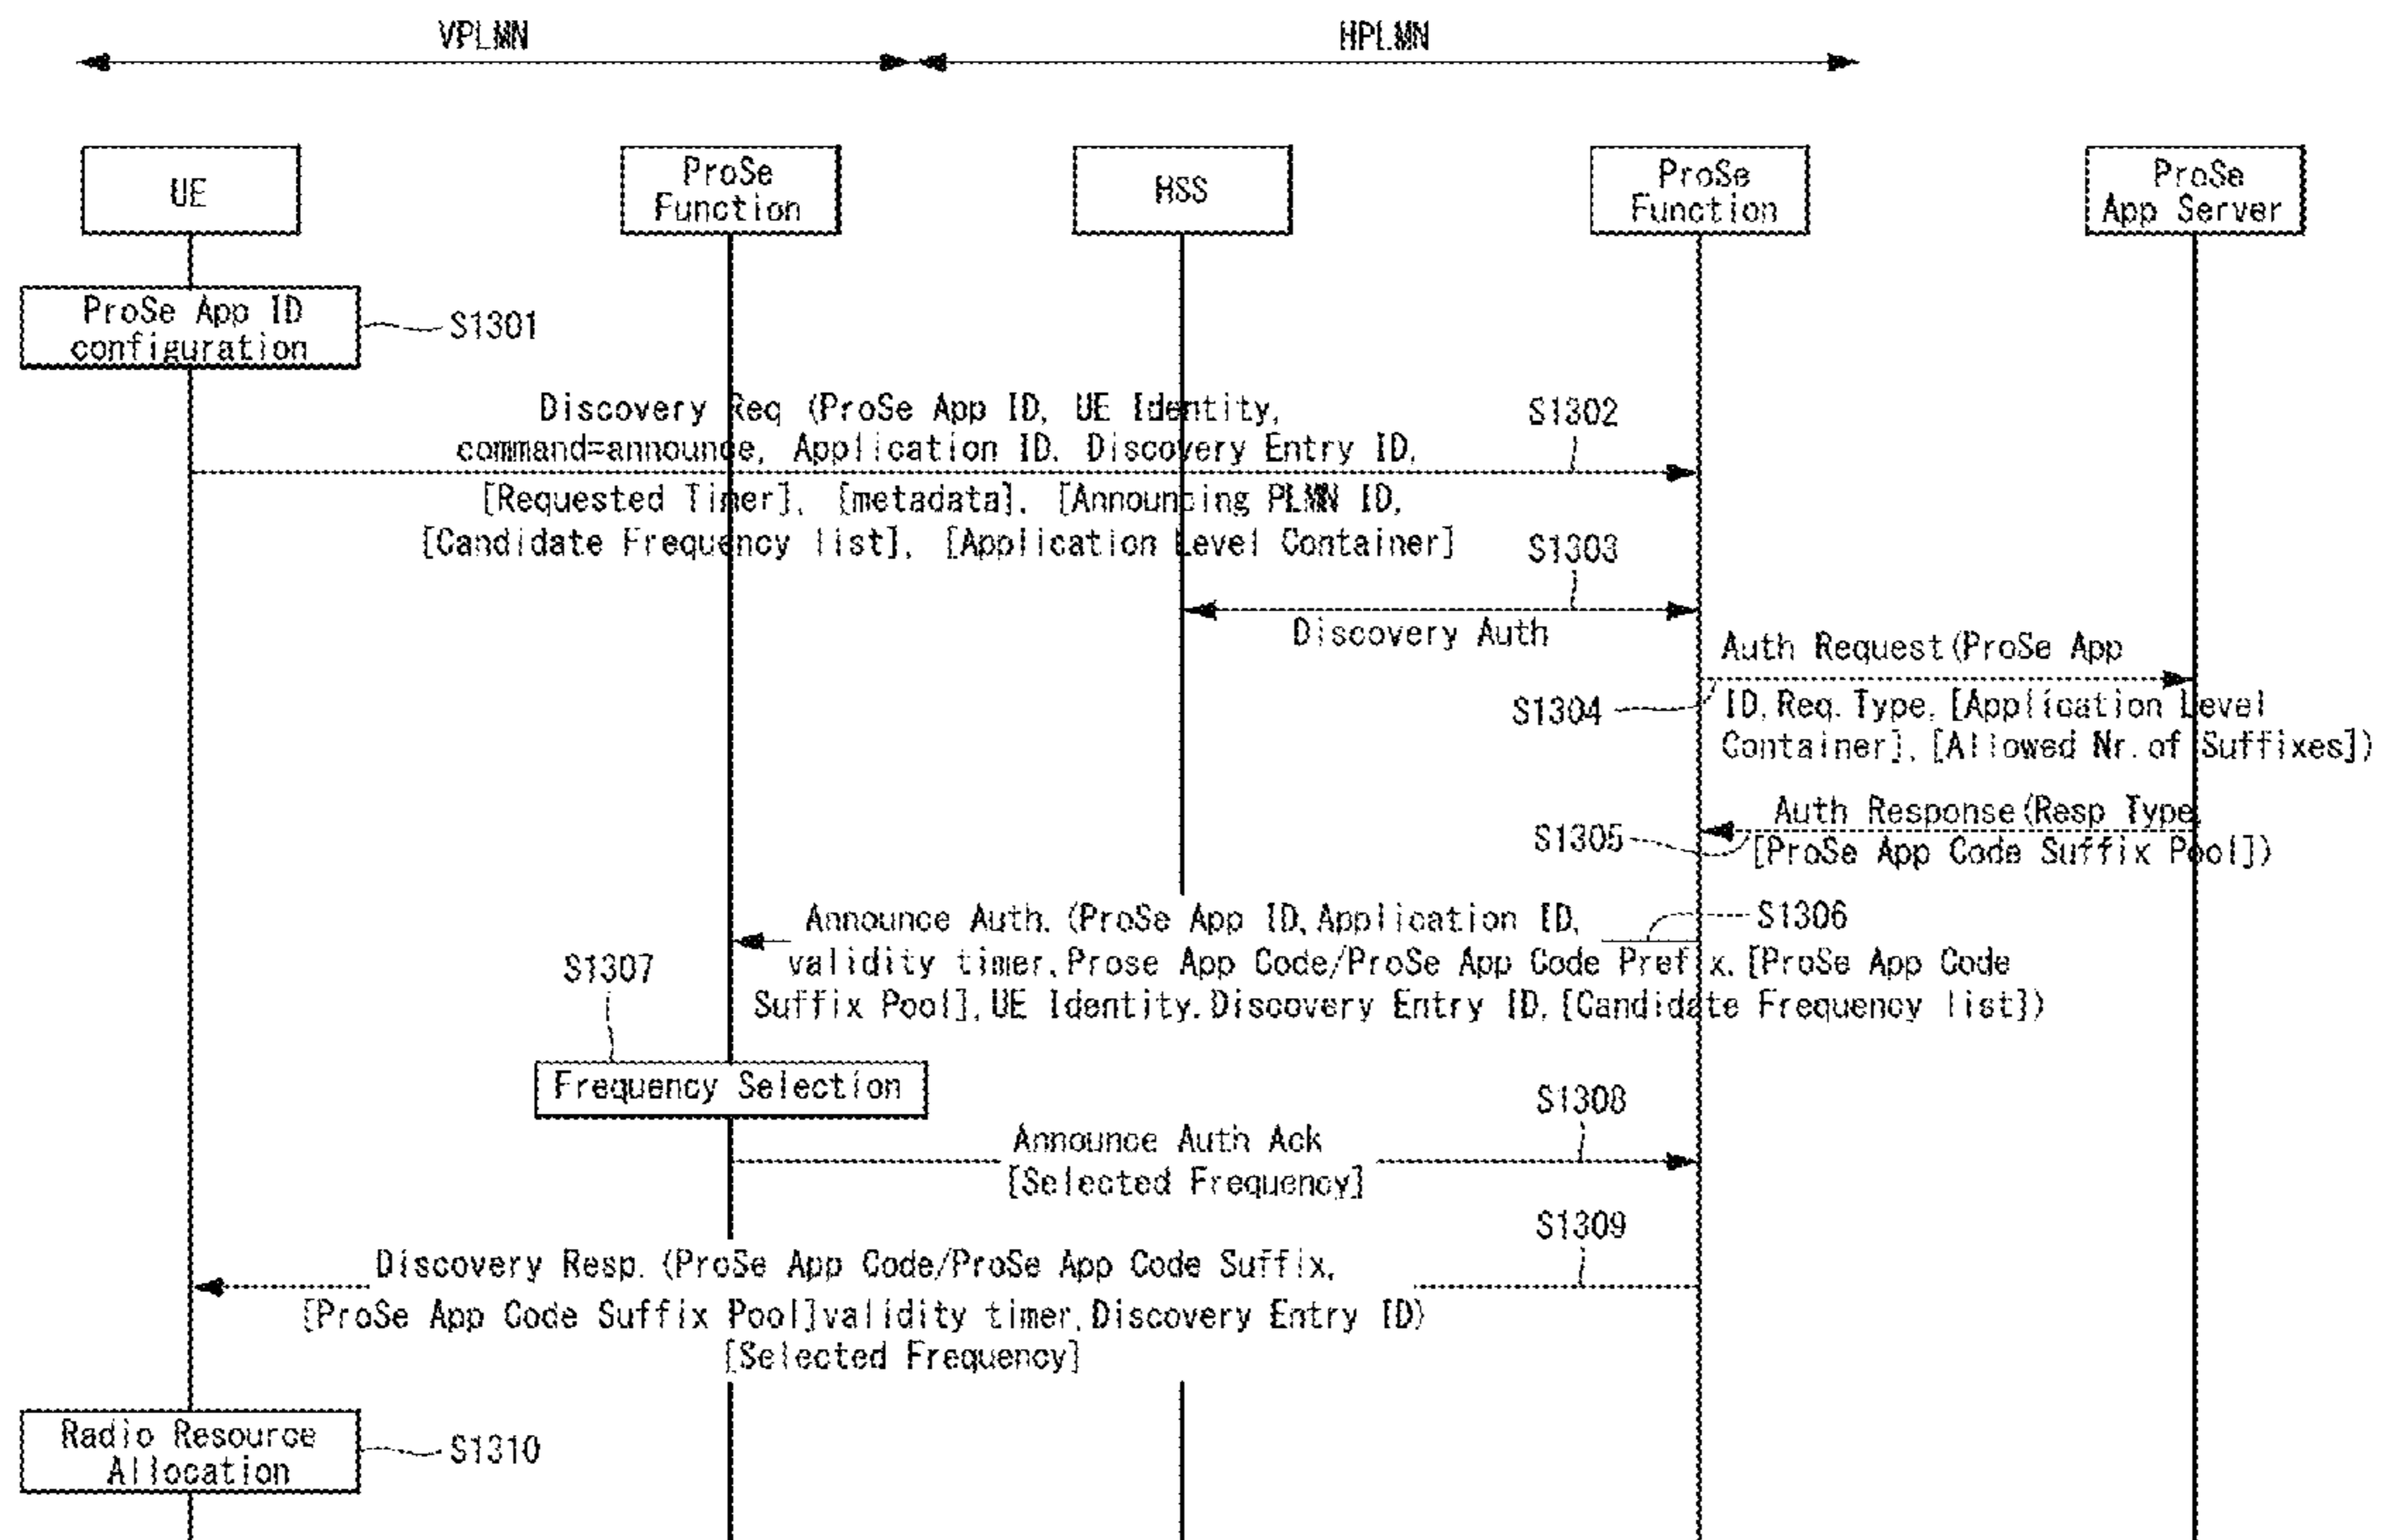 VPLMN
HPLMN
UE
ProSe
Function
HSS
ProSe
Function
ProSe
App Server
ProSe App ID
configuration
S1301
Discovery Req (ProSe App ID, UE Identity,
command=announce, Application ID. Discovery Entry ID,
[Requested Timer], [metadata], [Announcing PLMN ID,
[Candidate Frequency list], [Application Level Container]
S1302
S1303
Discovery Auth
Auth Request(ProSe App
ID, Req. Type, [Application Level
Container], [Allowed Nr. of Suffixes])
S1304
Auth Response(Resp Type,
[ProSe App Code Suffix Pool])
S1305
Announce Auth. (ProSe App ID, Application ID,
validity timer, Prose App Code/ProSe App Code Prefix, [ProSe App Code
Suffix Pool], UE Identity. Discovery Entry ID, [Candidate Frequency list])
S1306
S1307
Frequency Selection
S1308
Announce Auth Ack
[Selected Frequency]
S1309
Discovery Resp. (ProSe App Code/ProSe App Code Suffix,
[ProSe App Code Suffix Pool]validity timer, Discovery Entry ID)
[Selected Frequency]
Radio Resource
Allocation
S1310